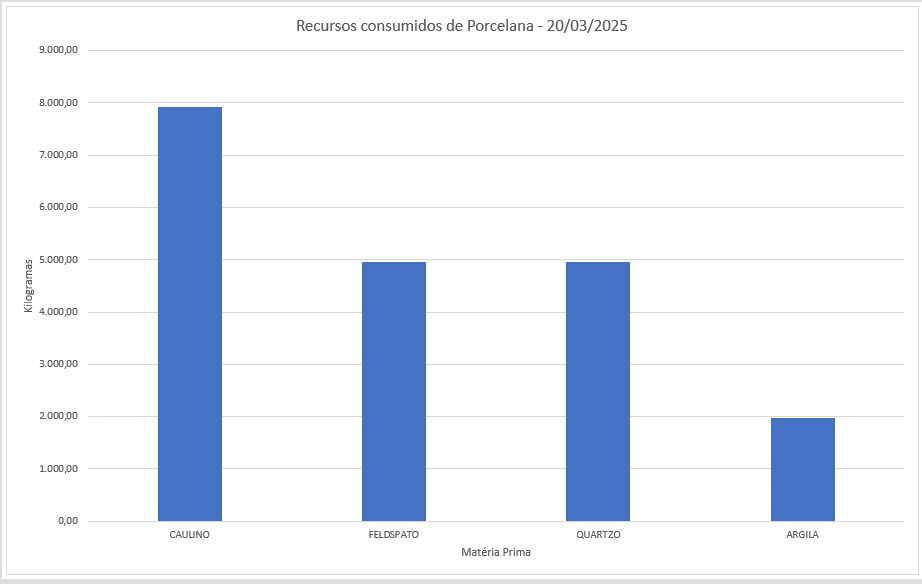 Recursos consumidos de Porcelana - 20/03/2025
9.000,00
8.000,00
7.000,00
6.000,00
5.000,00
4.000,00
3.000,00
2.000,00
1.000,00
0,00
Kilogramas
CAULINO
FELDSPATO
QUARTZO
ARGILA
Matéria Prima